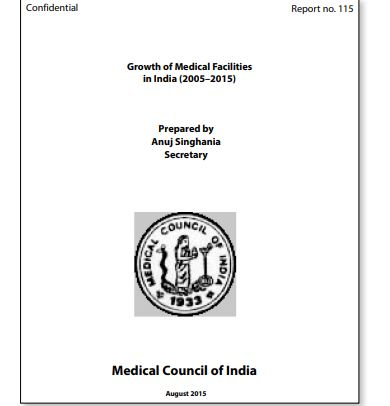 Confidential
Report no. 115
Growth of Medical Facilities
in India (2005–2015)
Prepared by
Anuj Singhania
Secretary
MEDICAL COUNCIL OF INDIA
1933
Medical Council of India
August 2015